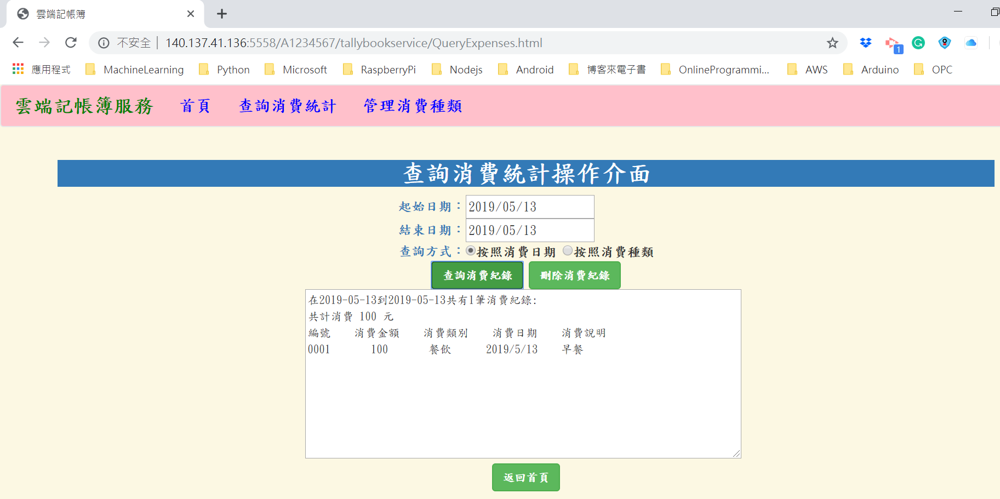 雲端記帳簿
不安全 | 140.137.41.136:5558/A1234567/tallybookservice/QueryExpenses.html
1
應用程式 MachineLearning Python Microsoft RaspberryPi Nodejs Android 博客來電子書 OnlineProgrammi... AWS Arduino OPC
雲端記帳簿服務 首頁 查詢消費統計 管理消費種類
查詢消費統計操作介面
起始日期：2019/05/13
結束日期：2019/05/13
查詢方式：按照消費日期 按照消費種類
查詢消費紀錄 刪除消費紀錄
在2019-05-13到2019-05-13共有1筆消費紀錄:
共計消費 100 元
編號 消費金額 消費類別 消費日期 消費說明
0001 100 餐飲 2019/5/13 早餐
返回首頁